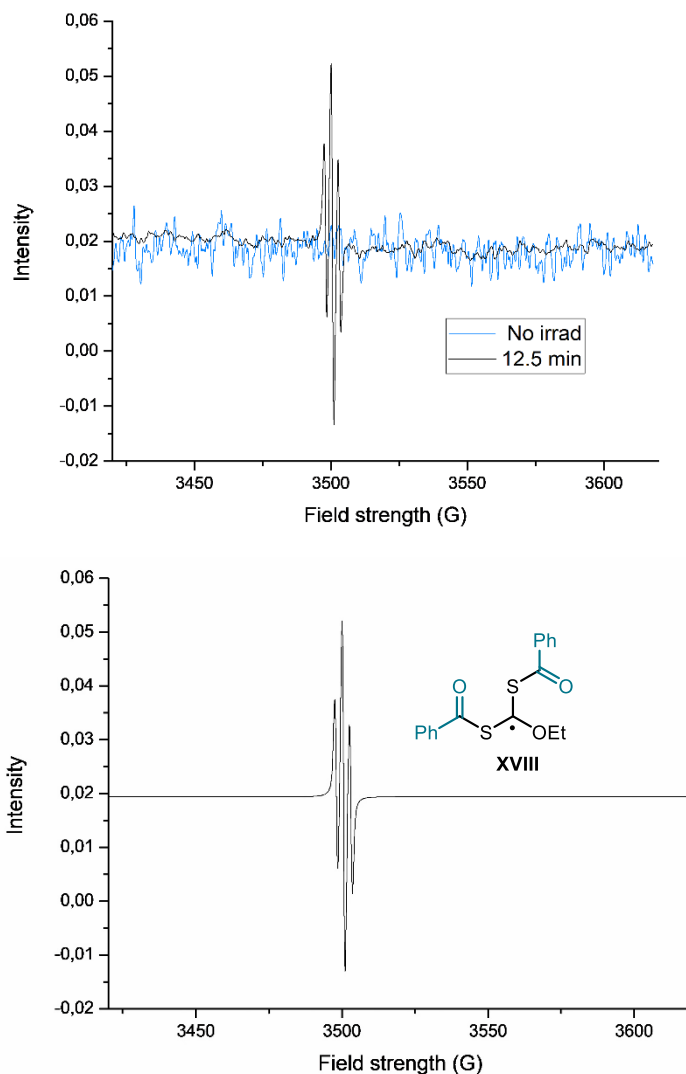 0,06
0,05
0,04
0,03
0,02
0,01
0,00
-0,01
-0,02
Intensity
No irrad
12.5 min
3450
3500
3550
3600
Field strength (G)
0,06
0,05
0,04
0,03
0,02
0,01
0,00
-0,01
-0,02
Intensity
Ph
O
S
O
Ph
S
OEt
XVIII
3450
3500
3550
3600
Field strength (G)